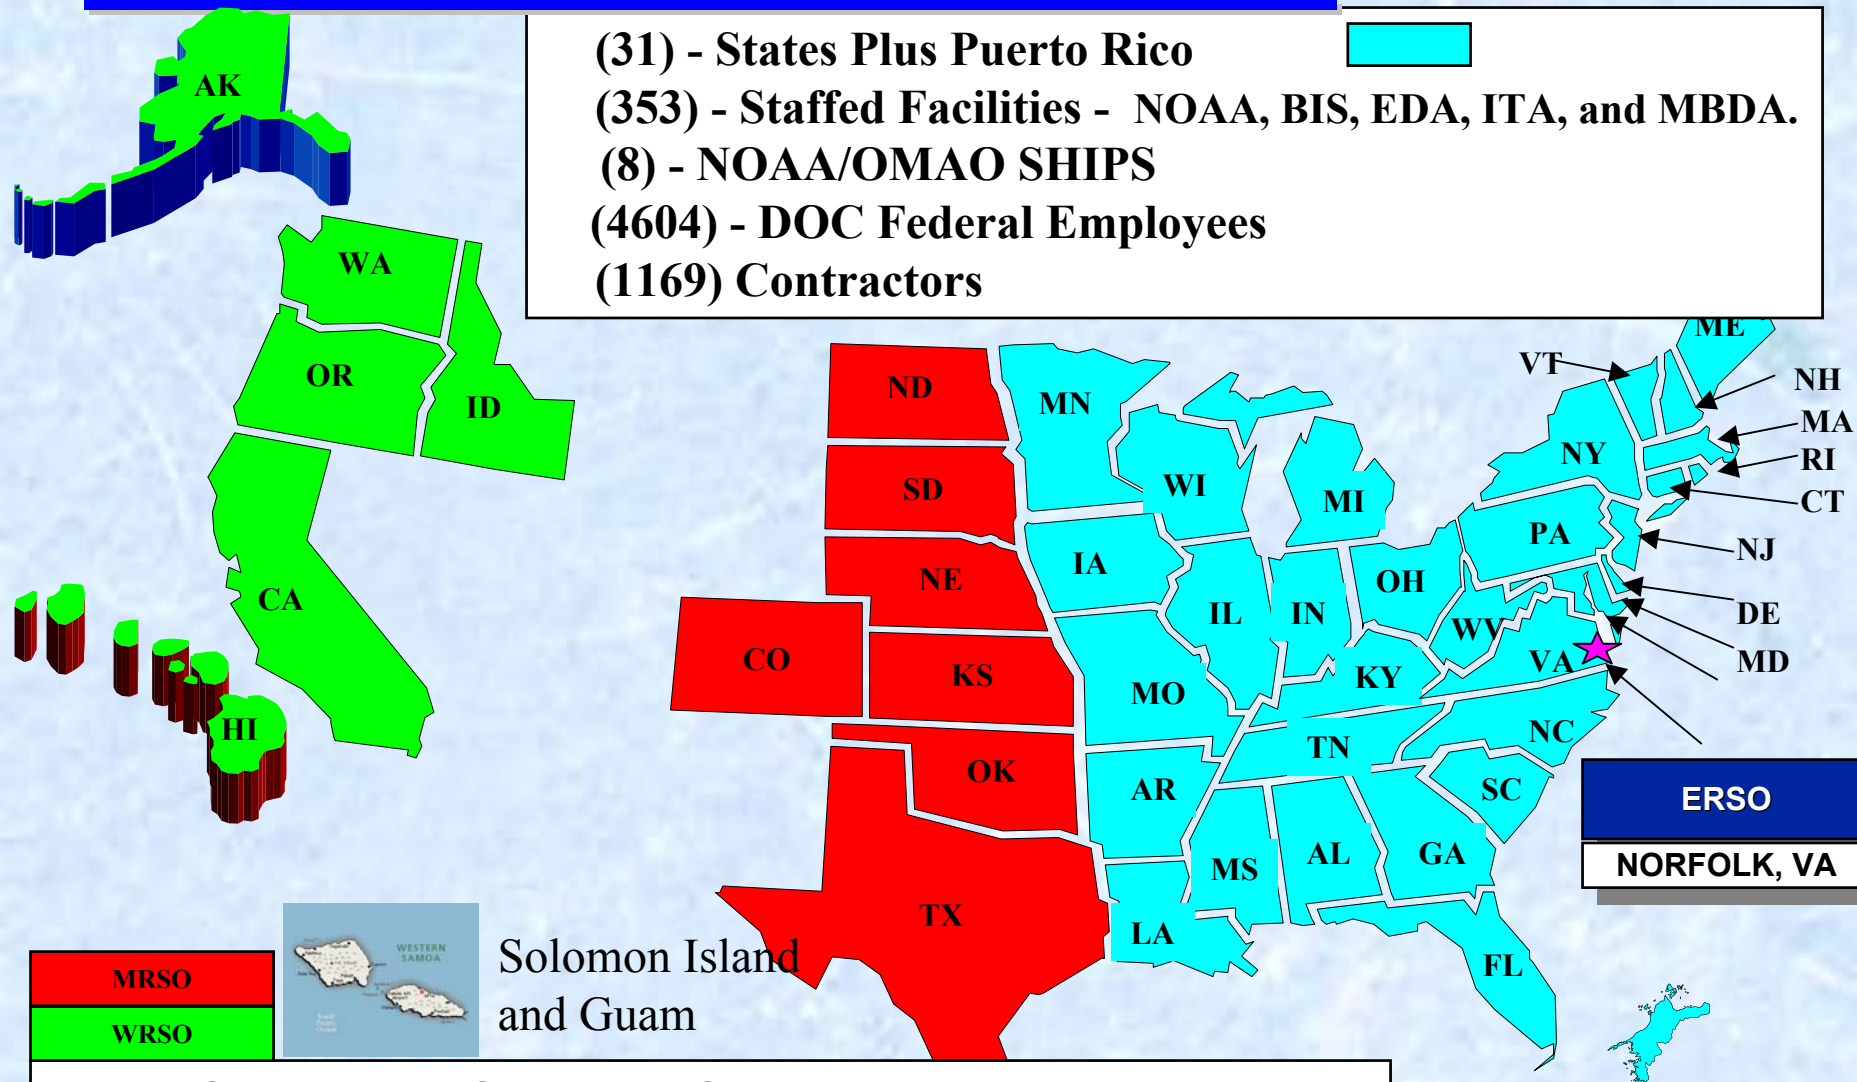 (31) - States Plus Puerto Rico
(353) - Staffed Facilities - NOAA, BIS, EDA, ITA, and MBDA.
(8) - NOAA/OMAO SHIPS
(4604) - DOC Federal Employees
(1169) Contractors
AK
WA
OR
ID
CA
HI
ND
SD
NE
CO
KS
OK
TX
MN
WI
MI
IA
IL
IN
OH
MO
KY
WV
VA
PA
NY
ME
VT
NH
MA
RI
CT
NJ
DE
MD
NC
TN
SC
AR
MS
AL
GA
LA
FL
ERSO
NORFOLK, VA
WESTERN
SAMOA
Solomon Island
and Guam
MRSO
WRSO